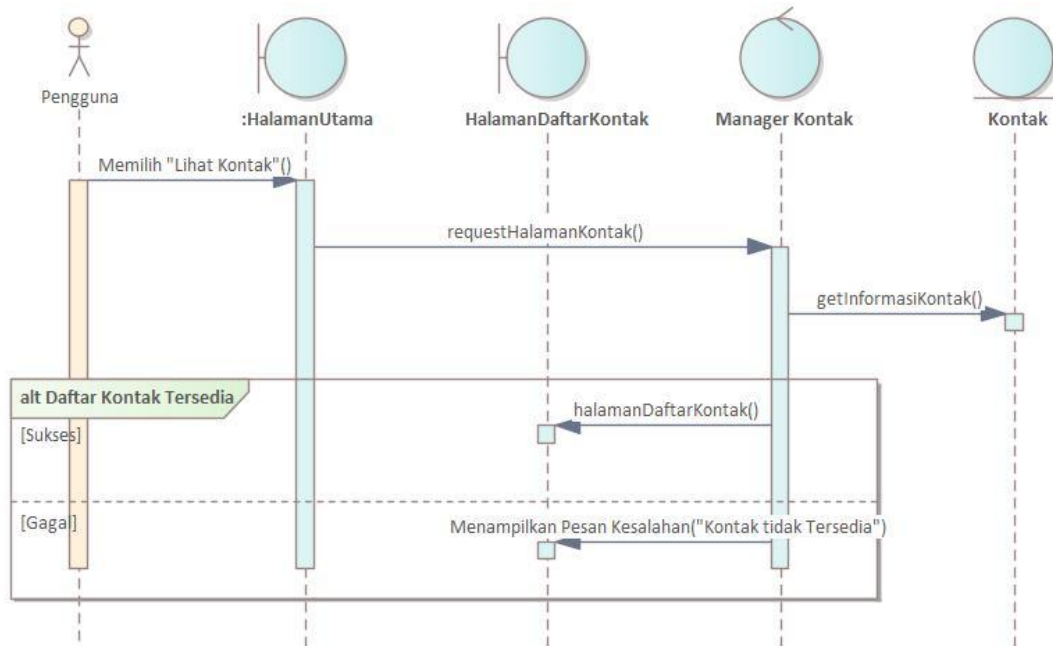 Pengguna
:HalamanUtama
HalamanDaftarKontak
Manager Kontak
Kontak
Memilih "Lihat Kontak"()
requestHalamanKontak()
getInformasiKontak()
alt Daftar Kontak Tersedia
halamanDaftarKontak()
[Sukses]
[Gagal]
Menampilkan Pesan Kesalahan("Kontak tidak Tersedia")